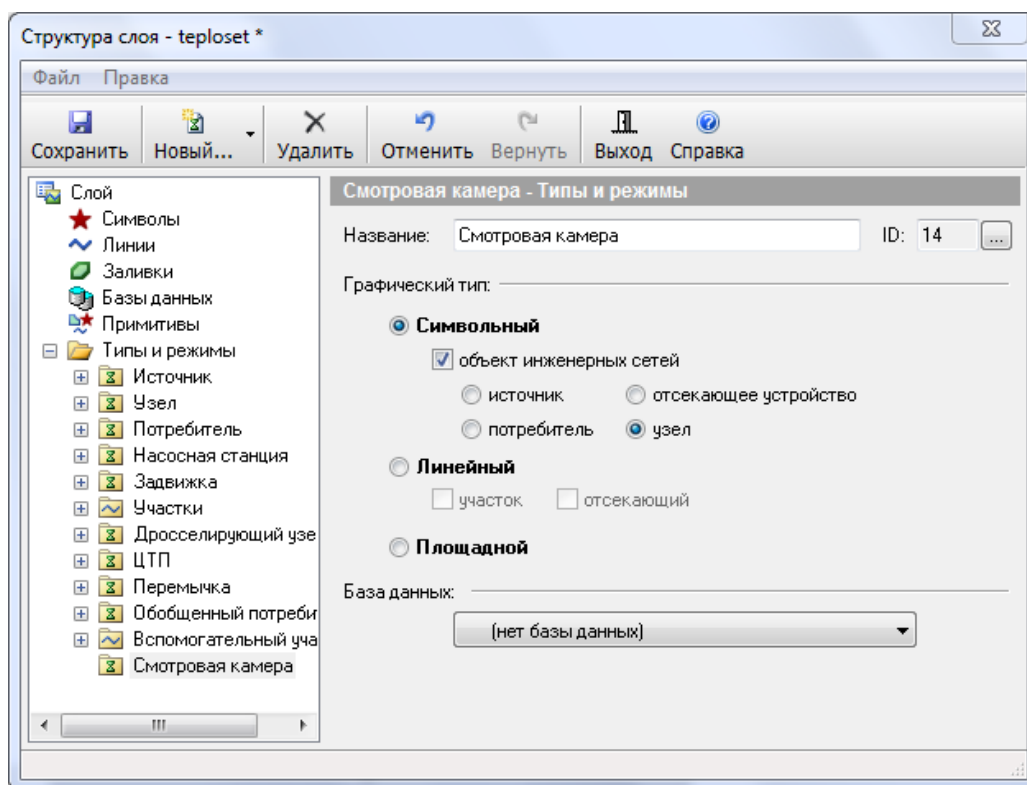 Структура слоя - teploset *
Файл Правка
Сохранить Новый... Удалить Отменить Вернуть Выход Справка
Слой
Символы
Линии
Заливки
Базы данных
Примитивы
Типы и режимы
Источник
Узел
Потребитель
Насосная станция
Задвижка
Участки
Дросселирующий узе
ЦТП
Перемычка
Обобщенный потреби
Вспомогательный уча
Смотровая камера
Смотровая камера - Типы и режимы
Название: Смотровая камера ID: 14 ...
Графический тип:
Символьный
объект инженерных сетей
источник отсекающее устройство
потребитель узел
Линейный
участок отсекающий
Площадной
База данных:
(нет базы данных)